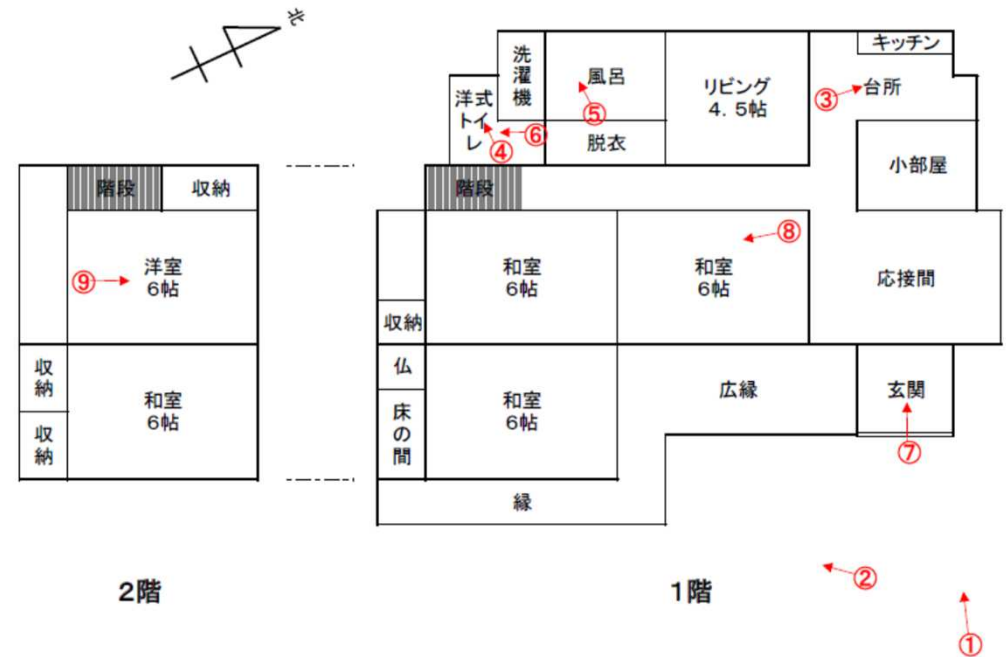 北
キッチン
洗濯機
風呂
リビング
4．5帖
③
台所
洋式
トイレ
⑤
⑥
④
脱衣
小部屋
階段
収納
階段
⑧
⑨
洋室
6帖
和室
6帖
和室
6帖
応接間
収納
収納
仏
和室
6帖
床の間
和室
6帖
広縁
玄関
収納
⑦
縁
②
2階
1階
①